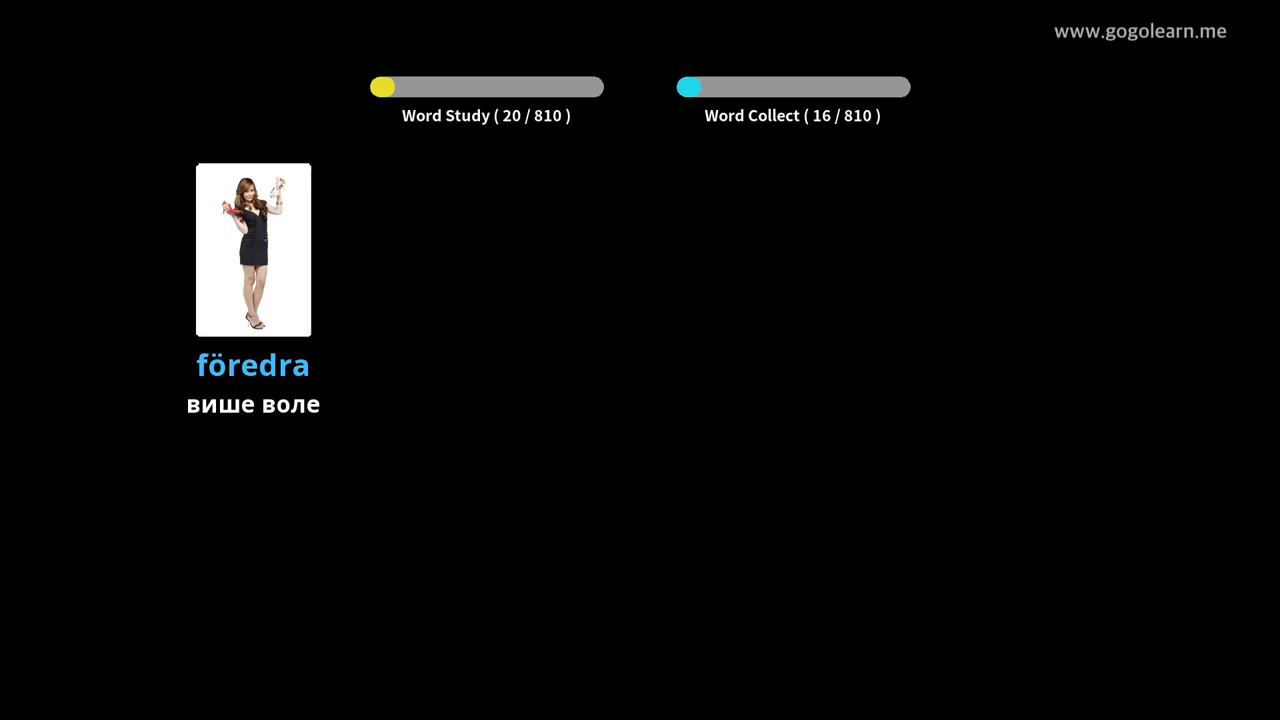 www.gogolearn.me
Word Study ( 20 / 810 )
Word Collect ( 16 / 810 )
föredra
више воле